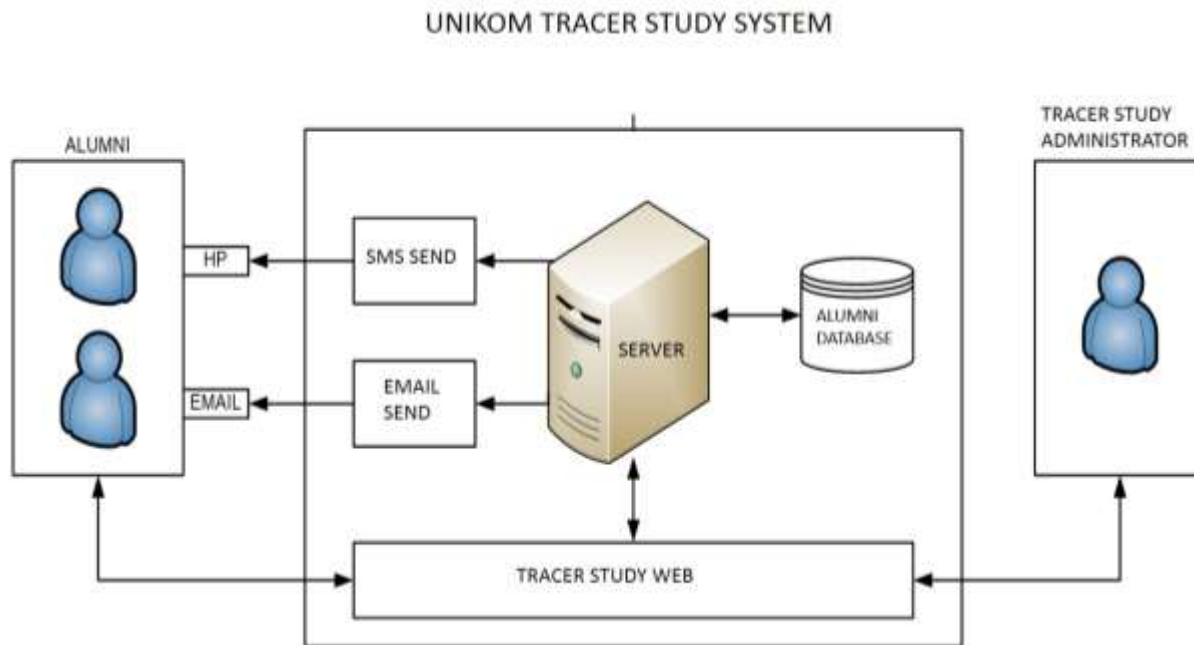 UNIKOM TRACER STUDY SYSTEM
ALUMNI
TRACER STUDY
ADMINISTRATOR
HP
SMS SEND
ALUMNI
DATABASE
SERVER
EMAIL
EMAIL
SEND
TRACER STUDY WEB